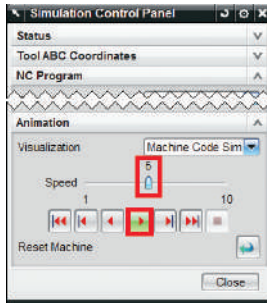 Simulation Control Panel
Status
Tool ABC Coordinates
NC Program
Animation
Visualization Machine Code Sim
5
Speed
1 10
Reset Machine
Close